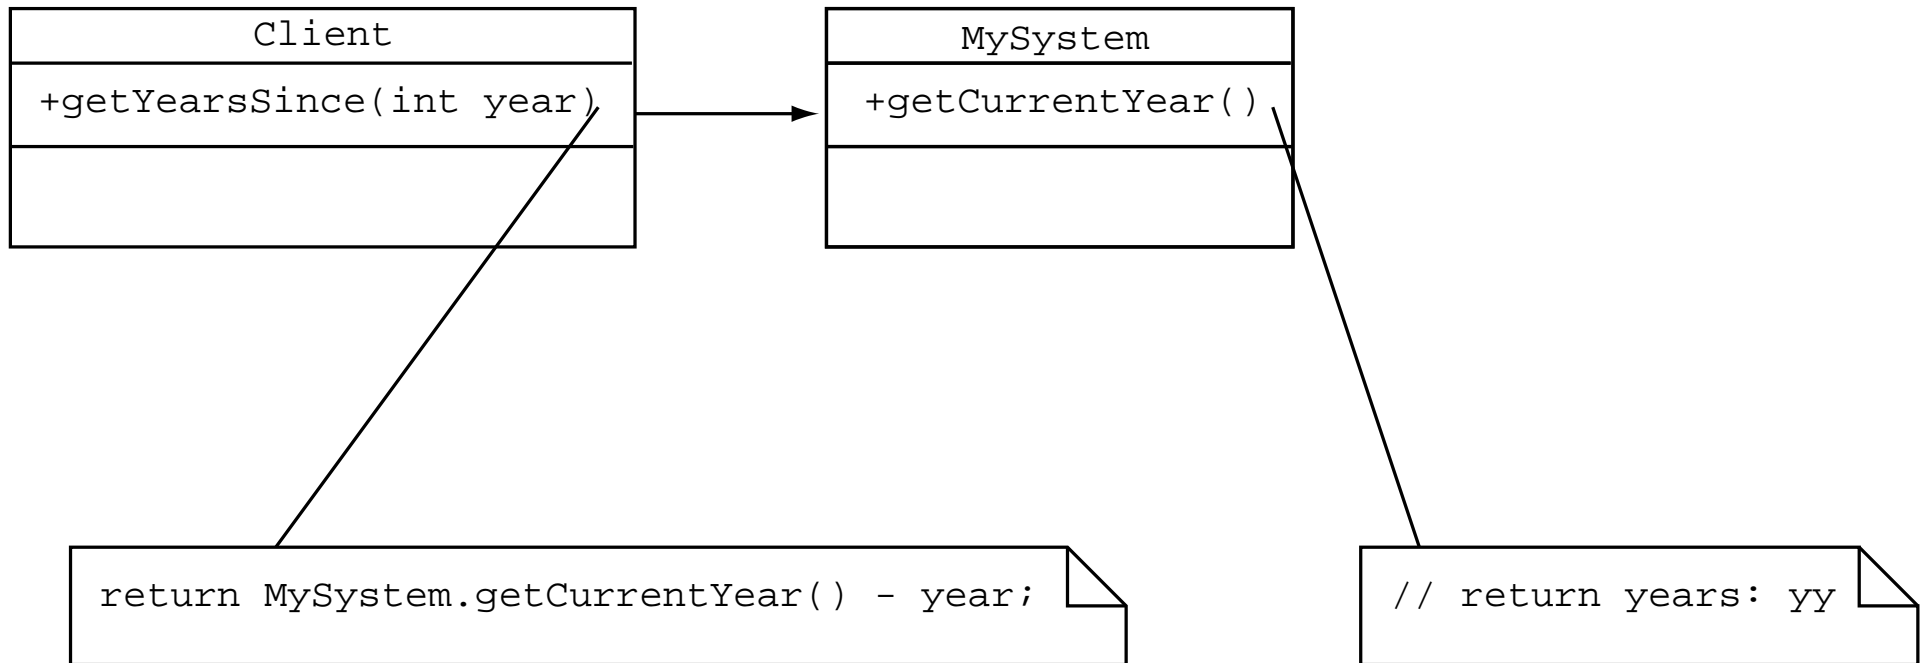 Client
+getYearsSince(int year)
MySystem
+getCurrentYear()
return MySystem.getCurrentYear() - year;
// return years: yy